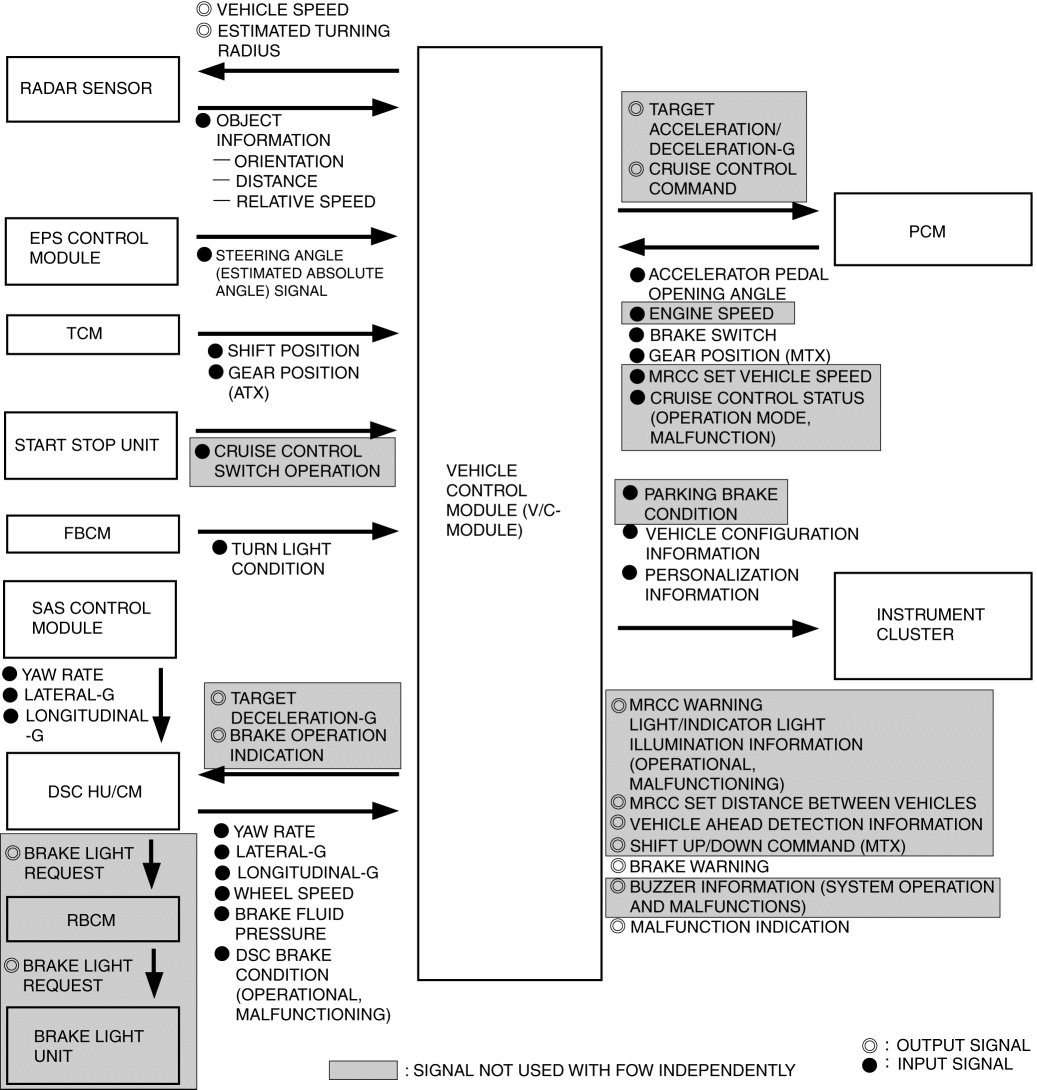 ◎ VEHICLE SPEED
◎ ESTIMATED TURNING
RADIUS
RADAR SENSOR
● OBJECT
INFORMATION
— ORIENTATION
— DISTANCE
— RELATIVE SPEED
EPS CONTROL
MODULE
● STEERING ANGLE
(ESTIMATED ABSOLUTE
ANGLE) SIGNAL
TCM
● SHIFT POSITION
● GEAR POSITION
(ATX)
START STOP UNIT
● CRUISE CONTROL
SWITCH OPERATION
FBCM
● TURN LIGHT
CONDITION
SAS CONTROL
MODULE
● YAW RATE
● LATERAL-G
● LONGITUDINAL
-G
◎ TARGET
DECELERATION-G
◎ BRAKE OPERATION
INDICATION
DSC HU/CM
● YAW RATE
● LATERAL-G
● LONGITUDINAL-G
● WHEEL SPEED
● BRAKE FLUID
PRESSURE
● DSC BRAKE
CONDITION
(OPERATIONAL,
MALFUNCTIONING)
◎ BRAKE LIGHT
REQUEST
RBCM
◎ BRAKE LIGHT
REQUEST
BRAKE LIGHT
UNIT
VEHICLE
CONTROL
MODULE (V/C-
MODULE)
◎ TARGET
ACCELERATION/
DECELERATION-G
◎ CRUISE CONTROL
COMMAND
PCM
● ACCELERATOR PEDAL
OPENING ANGLE
● ENGINE SPEED
● BRAKE SWITCH
● GEAR POSITION (MTX)
● MRCC SET VEHICLE SPEED
● CRUISE CONTROL STATUS
(OPERATION MODE,
MALFUNCTION)
● PARKING BRAKE
CONDITION
● VEHICLE CONFIGURATION
INFORMATION
● PERSONALIZATION
INFORMATION
INSTRUMENT
CLUSTER
◎ MRCC WARNING
LIGHT/INDICATOR LIGHT
ILLUMINATION INFORMATION
(OPERATIONAL,
MALFUNCTIONING)
◎ MRCC SET DISTANCE BETWEEN VEHICLES
◎ VEHICLE AHEAD DETECTION INFORMATION
◎ SHIFT UP/DOWN COMMAND (MTX)
◎ BRAKE WARNING
◎ BUZZER INFORMATION (SYSTEM OPERATION
AND MALFUNCTIONS)
◎ MALFUNCTION INDICATION
◎ : OUTPUT SIGNAL
● : INPUT SIGNAL
: SIGNAL NOT USED WITH FOW INDEPENDENTLY